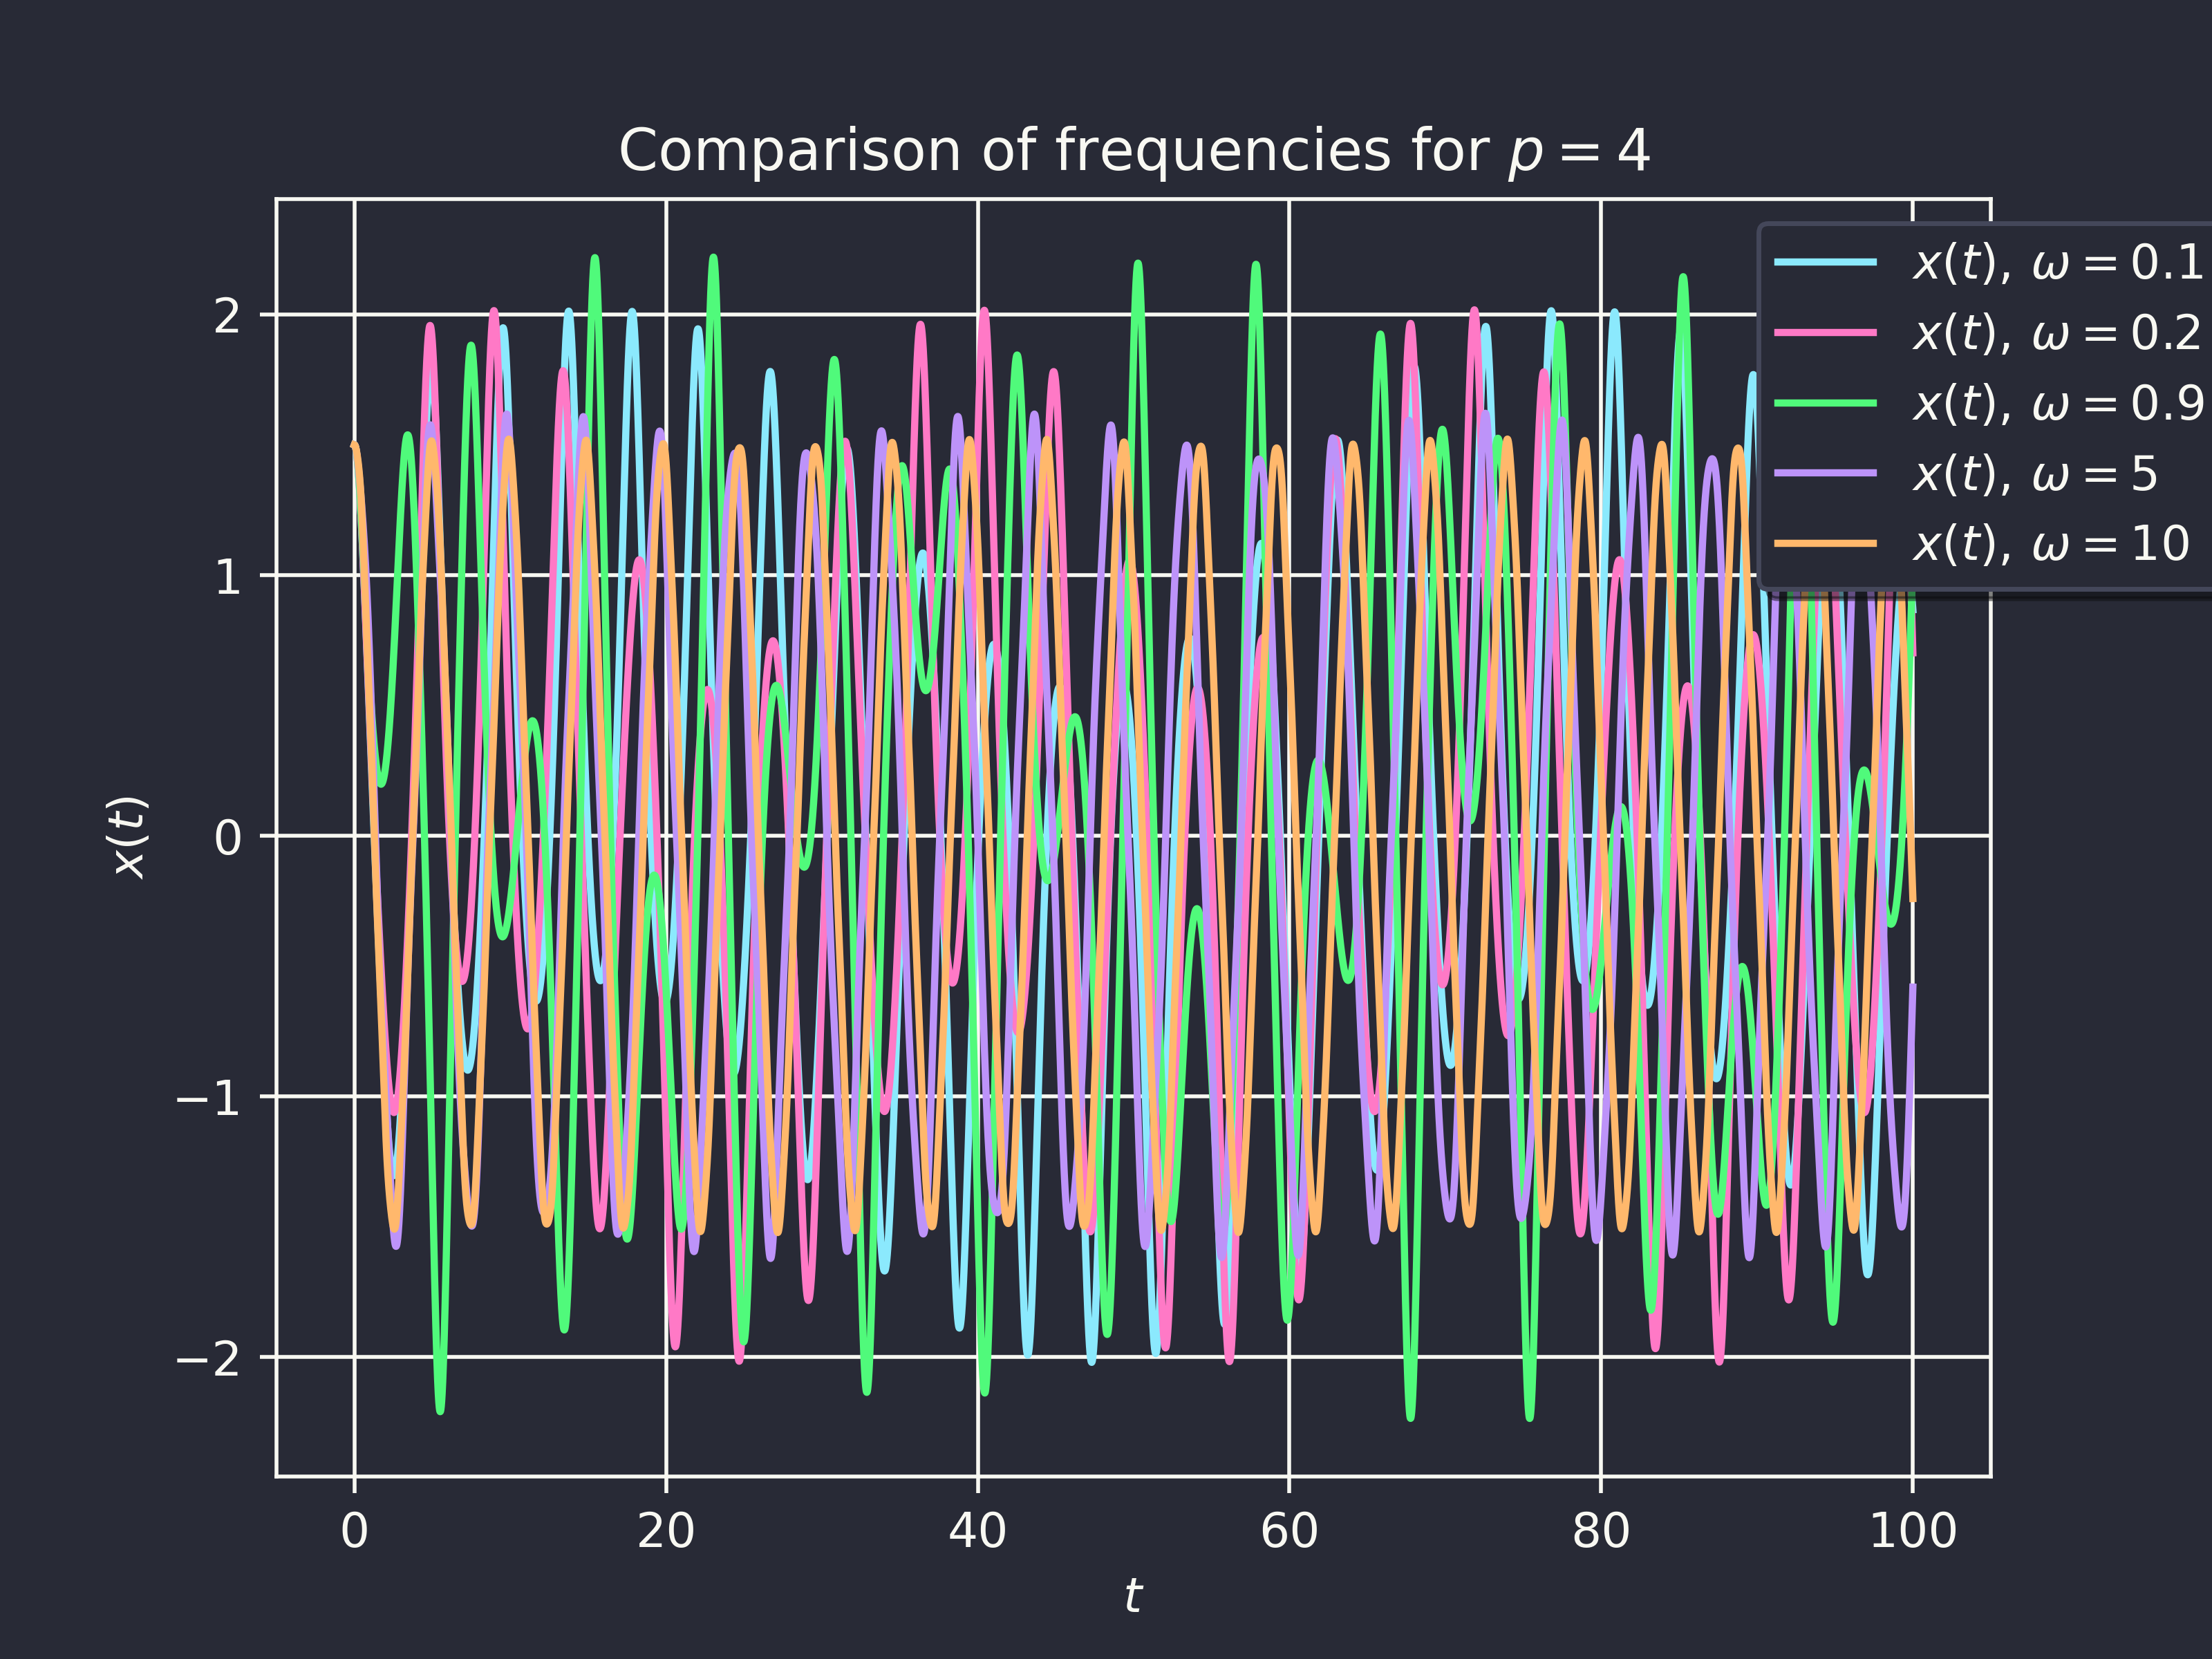 Comparison of frequencies for p = 4
x(t), ω = 0.1
x(t), ω = 0.2
x(t), ω = 0.9
x(t), ω = 5
x(t), ω = 10
2
1
0
−1
−2
x(t)
0 20 40 60 80 100
t